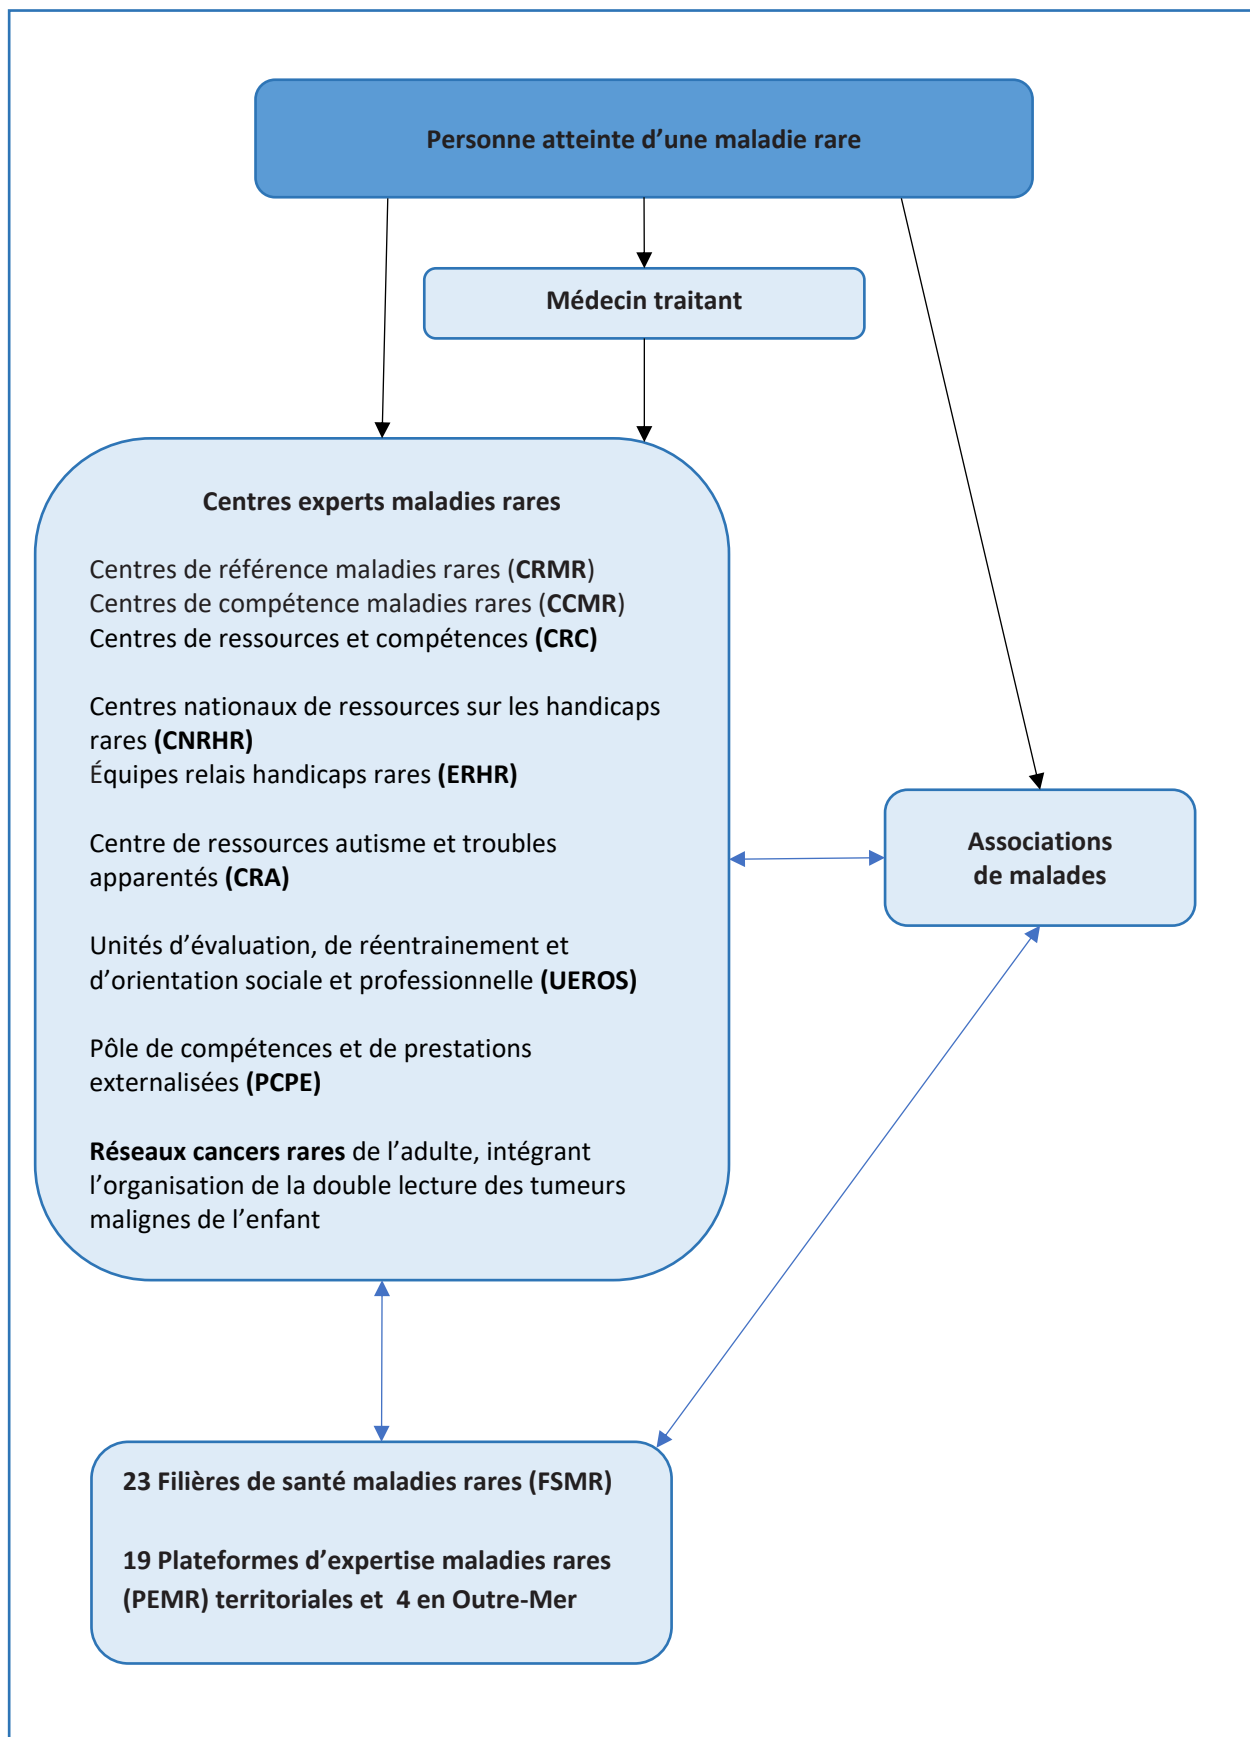 Personne atteinte d’une maladie rare
Médecin traitant
Centres experts maladies rares
Centres de référence maladies rares (CRMR)
Centres de compétence maladies rares (CCMR)
Centres de ressources et compétences (CRC)
Centres nationaux de ressources sur les handicaps
rares (CNRHR)
Équipes relais handicaps rares (ERHR)
Centre de ressources autisme et troubles
apparentés (CRA)
Unités d’évaluation, de réentrainement et
d’orientation sociale et professionnelle (UEROS)
Pôle de compétences et de prestations
externalisées (PCPE)
Réseaux cancers rares de l’adulte, intégrant
l’organisation de la double lecture des tumeurs
malignes de l’enfant
Associations
de malades
23 Filières de santé maladies rares (FSMR)
19 Plateformes d’expertise maladies rares
(PEMR) territoriales et 4 en Outre-Mer